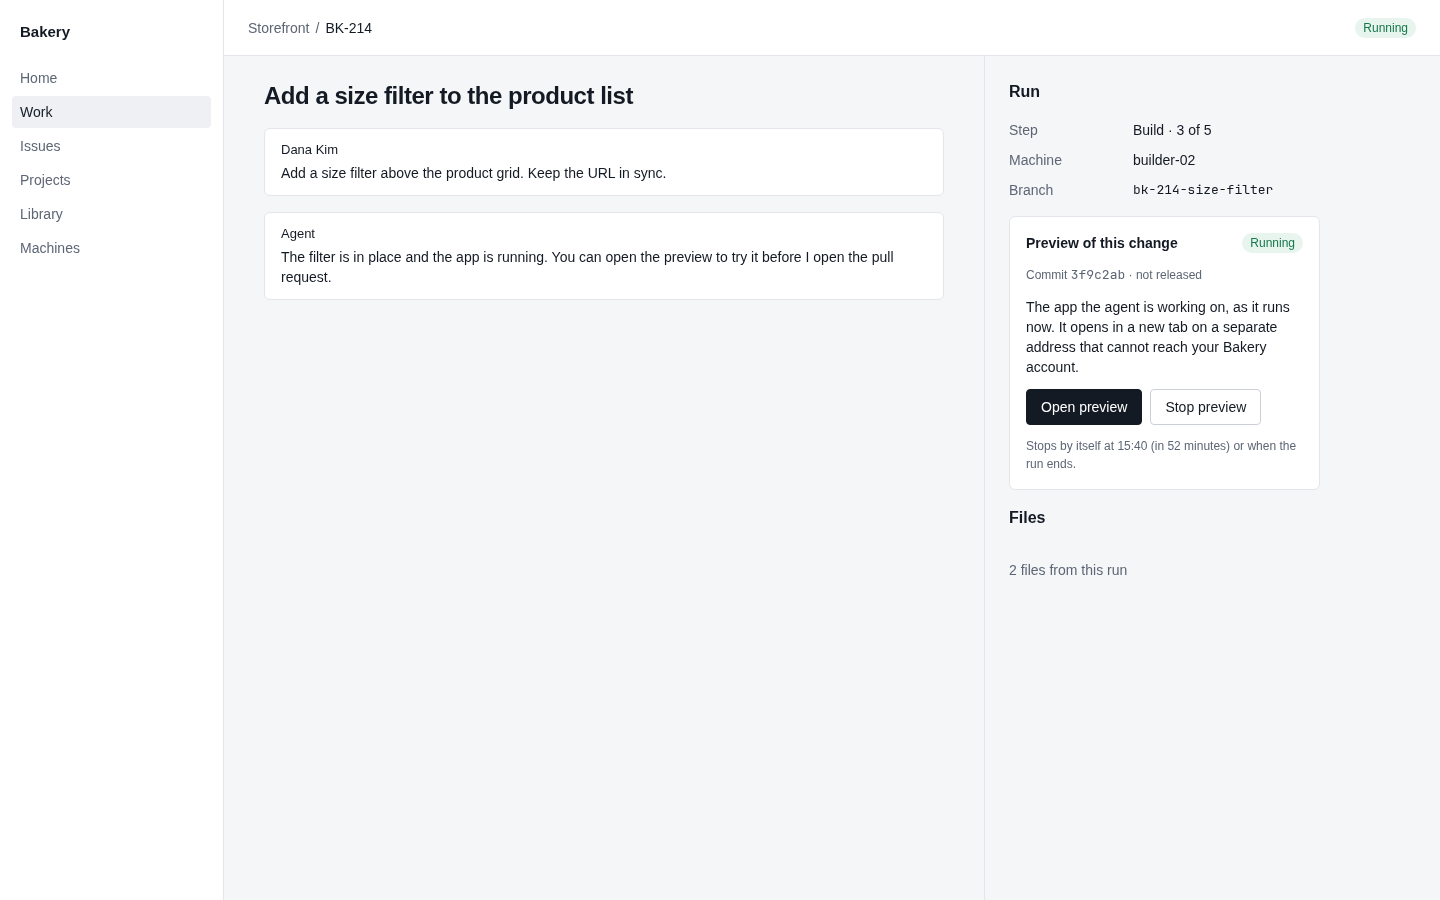 Bakery
Home
Work
Issues
Projects
Library
Machines
Storefront / BK-214
Running
Add a size filter to the product list
Dana Kim
Add a size filter above the product grid. Keep the URL in sync.
Agent
The filter is in place and the app is running. You can open the preview to try it before I open the pull
request.
Run
Step Build · 3 of 5
Machine builder-02
Branch bk-214-size-filter
Preview of this change Running
Commit 3f9c2ab · not released
The app the agent is working on, as it runs
now. It opens in a new tab on a separate
address that cannot reach your Bakery
account.
Open preview Stop preview
Stops by itself at 15:40 (in 52 minutes) or when the
run ends.
Files
2 files from this run